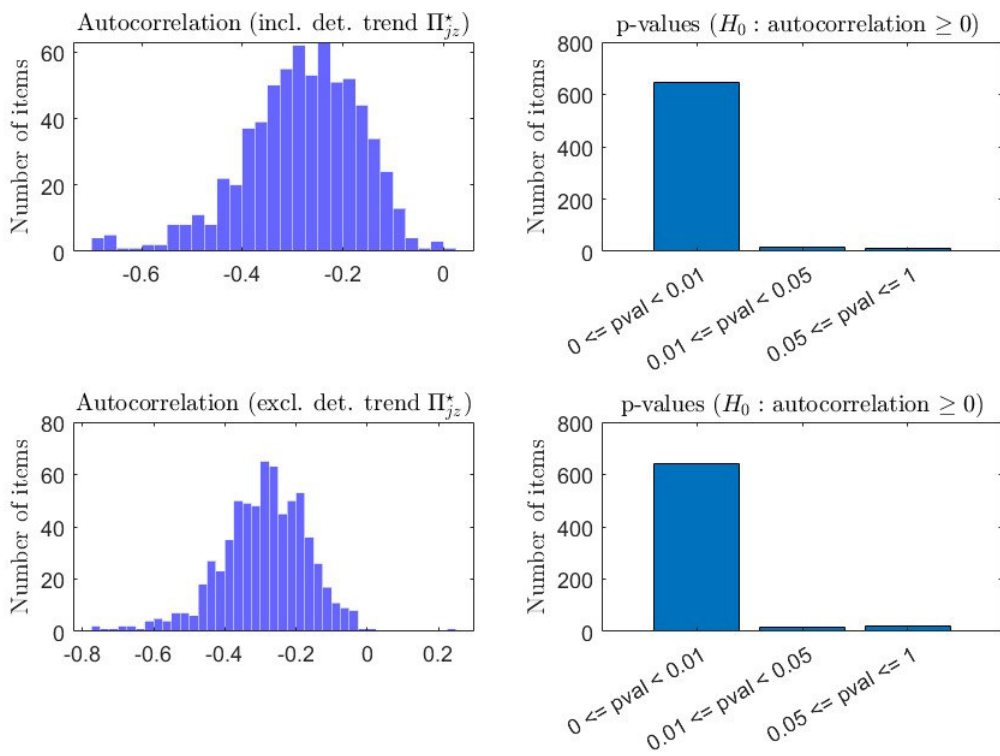 Autocorrelation (incl. det. trend Π*jz)
Number of items
60
40
20
0
-0.6
-0.4
-0.2
0
p-values (H0 : autocorrelation ≥ 0)
Number of items
800
600
400
200
0
0 <= pval < 0.01
0.01 <= pval < 0.05
0.05 <= pval <= 1
Autocorrelation (excl. det. trend Π*jz)
Number of items
80
60
40
20
0
-0.8
-0.6
-0.4
-0.2
0
0.2
p-values (H0 : autocorrelation ≥ 0)
Number of items
800
600
400
200
0
0 <= pval < 0.01
0.01 <= pval < 0.05
0.05 <= pval <= 1